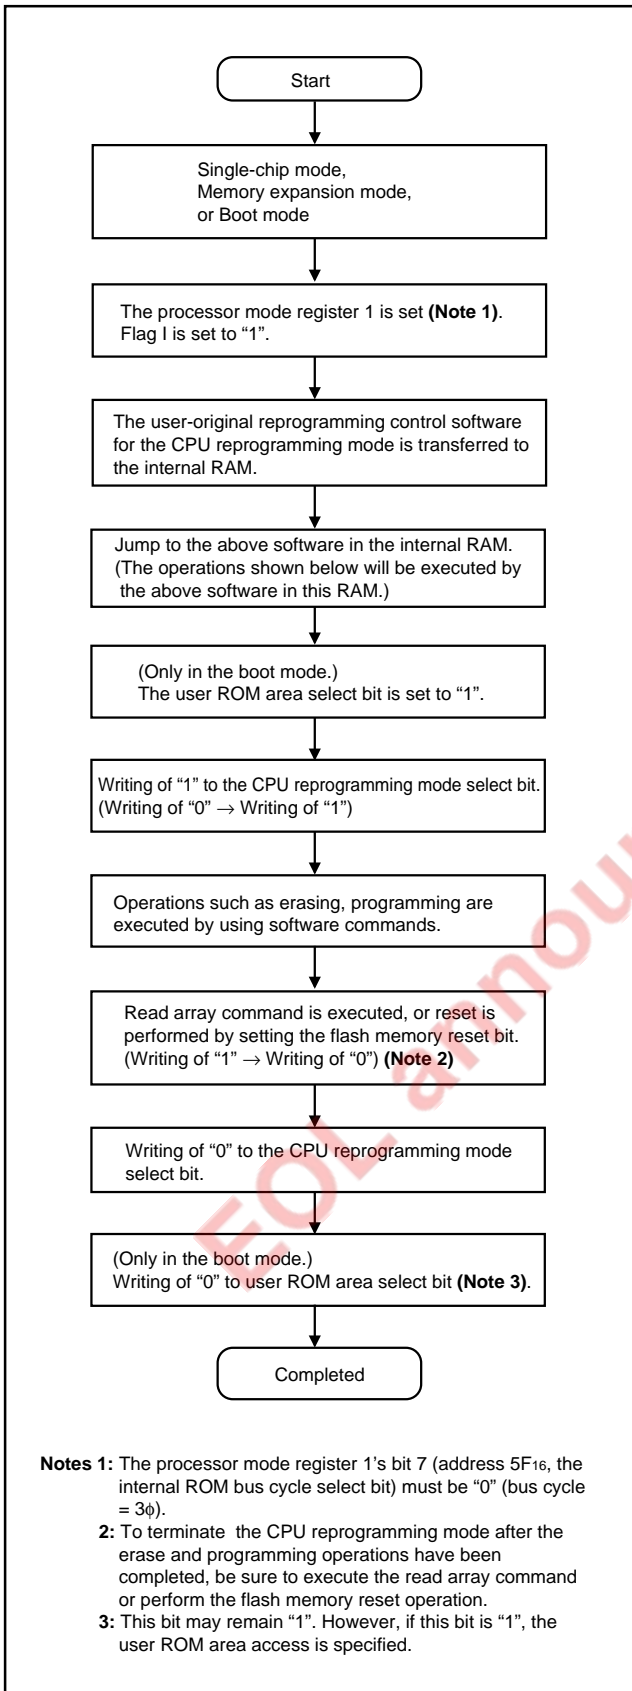 Start
Single-chip mode,
Memory expansion mode,
or Boot mode
The processor mode register 1 is set (Note 1).
Flag I is set to “1”.
The user-original reprogramming control software
for the CPU reprogramming mode is transferred to
the internal RAM.
Jump to the above software in the internal RAM.
(The operations shown below will be executed by
the above software in this RAM.)
(Only in the boot mode.)
The user ROM area select bit is set to “1”.
Writing of “1” to the CPU reprogramming mode select bit.
(Writing of “0” → Writing of “1”)
Operations such as erasing, programming are
executed by using software commands.
Read array command is executed, or reset is
performed by setting the flash memory reset bit.
(Writing of “1” → Writing of “0”) (Note 2)
Writing of “0” to the CPU reprogramming mode
select bit.
(Only in the boot mode.)
Writing of “0” to user ROM area select bit (Note 3).
Completed
Notes 1: The processor mode register 1’s bit 7 (address 5F16, the
internal ROM bus cycle select bit) must be “0” (bus cycle
= 3ϕ).
2: To terminate the CPU reprogramming mode after the
erase and programming operations have been
completed, be sure to execute the read array command
or perform the flash memory reset operation.
3: This bit may remain “1”. However, if this bit is “1”, the
user ROM area access is specified.
EOL